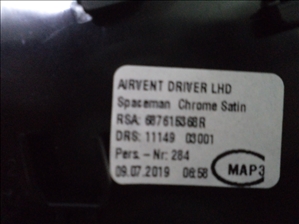 AIRVENT DRIVER LHD
Spaceman Chrome Satin
RSA: 687616368R
DRS: 11149 03001
Pers. - Nr: 284
09.07.2019 06:58 MAP3